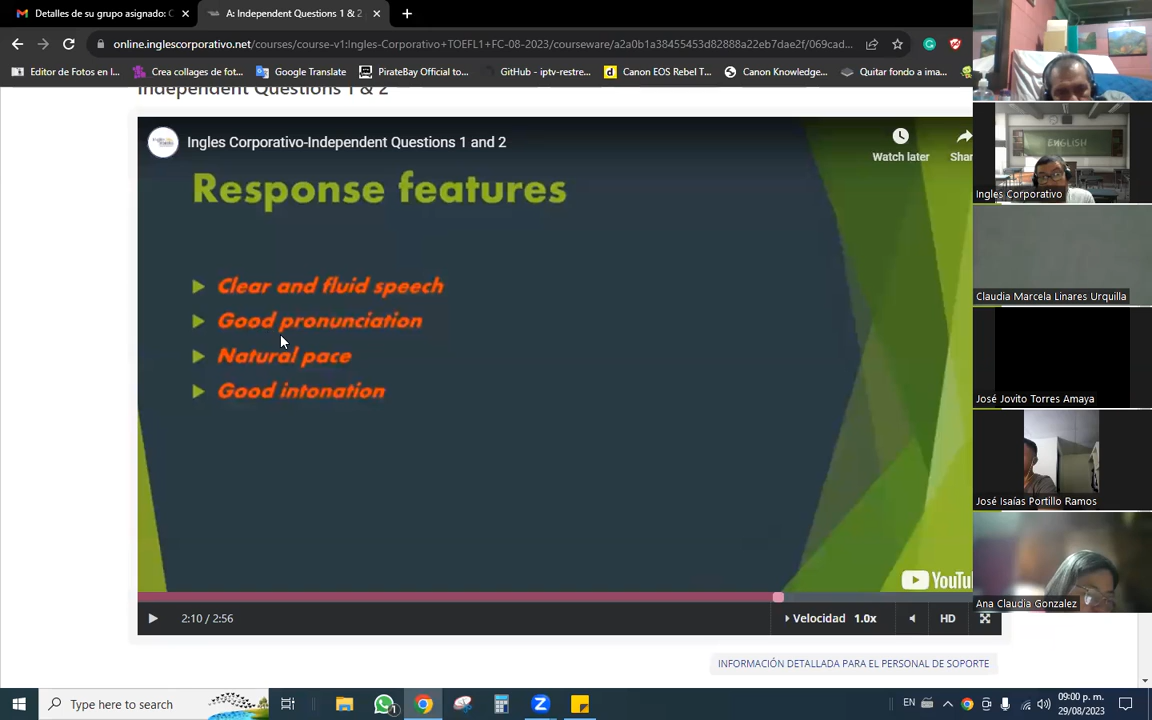 Detalles de su grupo asignado: C
A: Independent Questions 1 & 2
online.inglescorporativo.net/courses/course-v1:Ingles-Corporativo+TOEFL1+FC-08-2023/courseware/a2a0b1a38455453d82888a22eb7dae2f/069cad...
Editor de Fotos en l...
Crea collages de fot...
Google Translate
PirateBay Official to...
GitHub - iptv-restre...
Canon EOS Rebel T...
Canon Knowledge...
Quitar fondo a ima...
Independent Questions 1 & 2
Ingles Corporativo-Independent Questions 1 and 2
Watch later
Shar
Response features
Clear and fluid speech
Good pronunciation
Natural pace
Good intonation
YouTu
2:10 / 2:56
Velocidad 1.0x
HD
INFORMACIÓN DETALLADA PARA EL PERSONAL DE SOPORTE
ENGLISH
Ingles Corporativo
Claudia Marcela Linares Urquilla
José Jovito Torres Amaya
José Isaías Portillo Ramos
Ana Claudia Gonzalez
Type here to search
1
EN
09:00 p. m.
29/08/2023